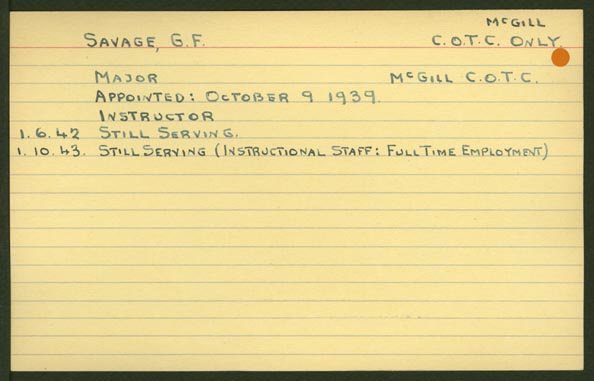 McGILL
SAVAGE, G.F. C.O.T.C. ONLY.
MAJOR McGILL C.O.T.C.
APPOINTED: OCTOBER 9 1939.
INSTRUCTOR
1.6.42 STILL SERVING.
1.10.43. STILL SERVING (INSTRUCTIONAL STAFF: FULL TIME EMPLOYMENT)